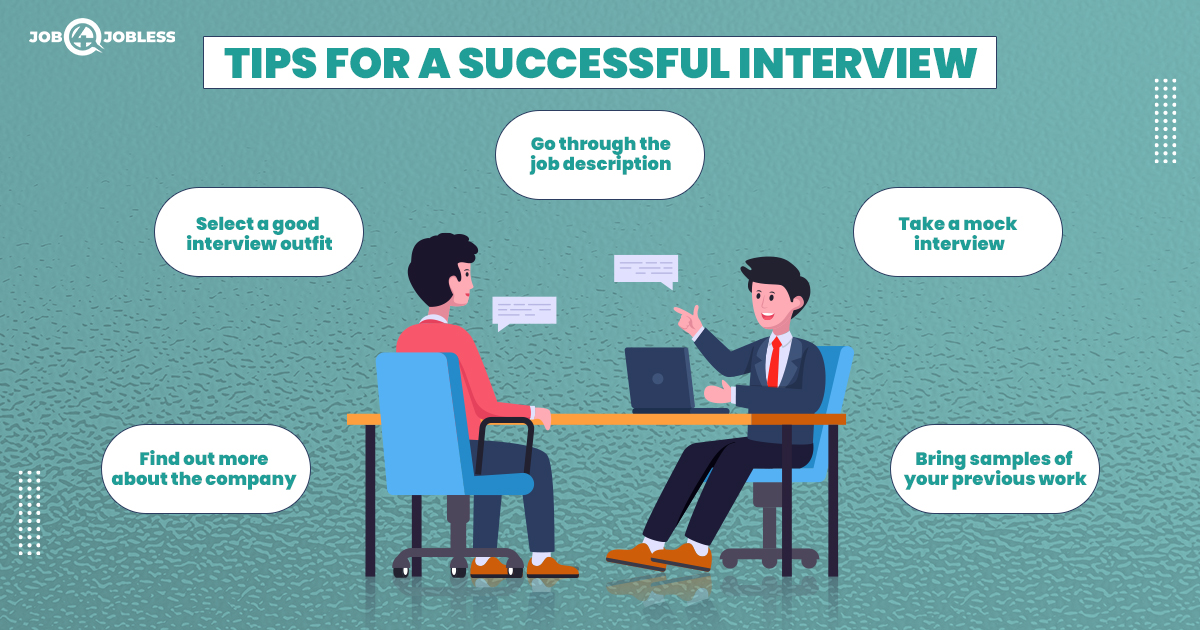 JOB 4 JOBLESS
TIPS FOR A SUCCESSFUL INTERVIEW
Go through the
job description
Select a good
interview outfit
Take a mock
interview
Find out more
about the company
Bring samples of
your previous work